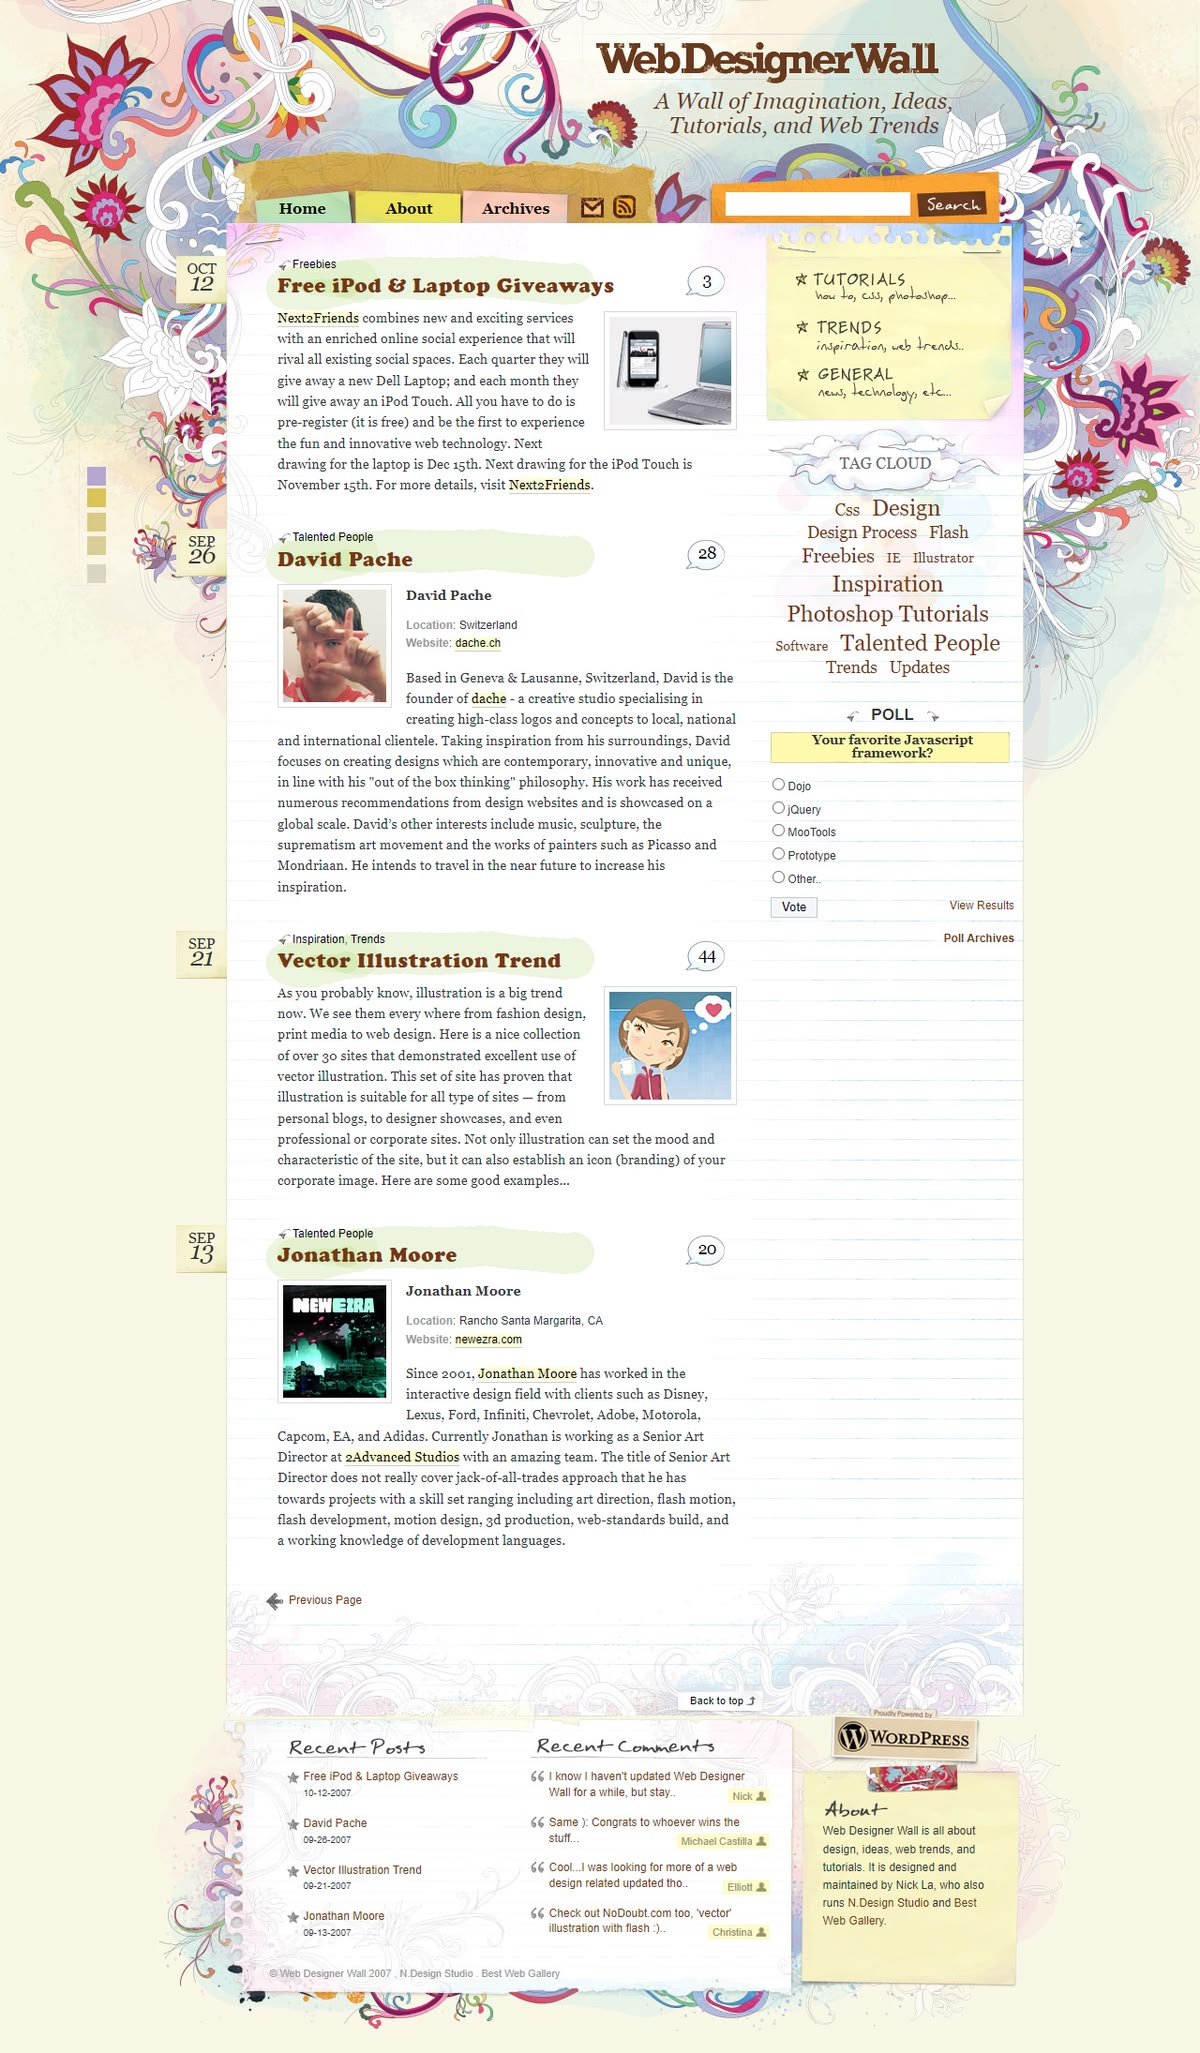 WebDesignerWall
A Wall of Imagination, Ideas,
Tutorials, and Web Trends
Home
About
Archives
Search
OCT
12
Freebies
Free iPod & Laptop Giveaways
3
Next2Friends combines new and exciting services
with an enriched online social experience that will
rival all existing social spaces. Each quarter they will
give away a new Dell Laptop; and each month they
will give away an iPod Touch. All you have to do is
pre-register (it is free) and be the first to experience
the fun and innovative web technology. Next
drawing for the laptop is Dec 15th. Next drawing for the iPod Touch is
November 15th. For more details, visit Next2Friends.
SEP
26
Talented People
David Pache
28
David Pache
Location: Switzerland
Website: dache.ch
Based in Geneva & Lausanne, Switzerland, David is the
founder of dache - a creative studio specialising in
creating high-class logos and concepts to local, national
and international clientele. Taking inspiration from his surroundings, David
focuses on creating designs which are contemporary, innovative and unique,
in line with his "out of the box thinking" philosophy. His work has received
numerous recommendations from design websites and is showcased on a
global scale. David's other interests include music, sculpture, the
suprematism art movement and the works of painters such as Picasso and
Mondriaan. He intends to travel in the near future to increase his
inspiration.
SEP
21
Inspiration, Trends
Vector Illustration Trend
44
As you probably know, illustration is a big trend
now. We see them every where from fashion design,
print media to web design. Here is a nice collection
of over 30 sites that demonstrated excellent use of
vector illustration. This set of site has proven that
illustration is suitable for all type of sites — from
personal blogs, to designer showcases, and even
professional or corporate sites. Not only illustration can set the mood and
characteristic of the site, but it can also establish an icon (branding) of your
corporate image. Here are some good examples...
SEP
13
Talented People
Jonathan Moore
20
NEWEZRA
Jonathan Moore
Location: Rancho Santa Margarita, CA
Website: newezra.com
Since 2001, Jonathan Moore has worked in the
interactive design field with clients such as Disney,
Lexus, Ford, Infiniti, Chevrolet, Adobe, Motorola,
Capcom, EA, and Adidas. Currently Jonathan is working as a Senior Art
Director at 2Advanced Studios with an amazing team. The title of Senior Art
Director does not really cover jack-of-all-trades approach that he has
towards projects with a skill set ranging including art direction, flash motion,
flash development, motion design, 3d production, web-standards build, and
a working knowledge of development languages.
Previous Page
Back to top
TUTORIALS
how to, css, photoshop...
TRENDS
inspiration, web trends..
GENERAL
news, technology, etc...
TAG CLOUD
Css Design
Design Process Flash
Freebies IE Illustrator
Inspiration
Photoshop Tutorials
Software Talented People
Trends Updates
POLL
Your favorite Javascript
framework?
Dojo
jQuery
MooTools
Prototype
Other..
Vote
View Results
Poll Archives
Recent Posts
Free iPod & Laptop Giveaways
10-12-2007
David Pache
09-26-2007
Vector Illustration Trend
09-21-2007
Jonathan Moore
09-13-2007
Recent Comments
I know I haven't updated Web Designer
Wall for a while, but stay..
Nick
Same ): Congrats to whoever wins the
stuff...
Michael Castilla
Cool...I was looking for more of a web
design related updated tho..
Elliott
Check out NoDoubt.com too, 'vector'
illustration with flash :)..
Christina
Proudly Powered by
WORDPRESS
About
Web Designer Wall is all about
design, ideas, web trends, and
tutorials. It is designed and
maintained by Nick La, who also
runs N.Design Studio and Best
Web Gallery.
© Web Designer Wall 2007 . N.Design Studio . Best Web Gallery